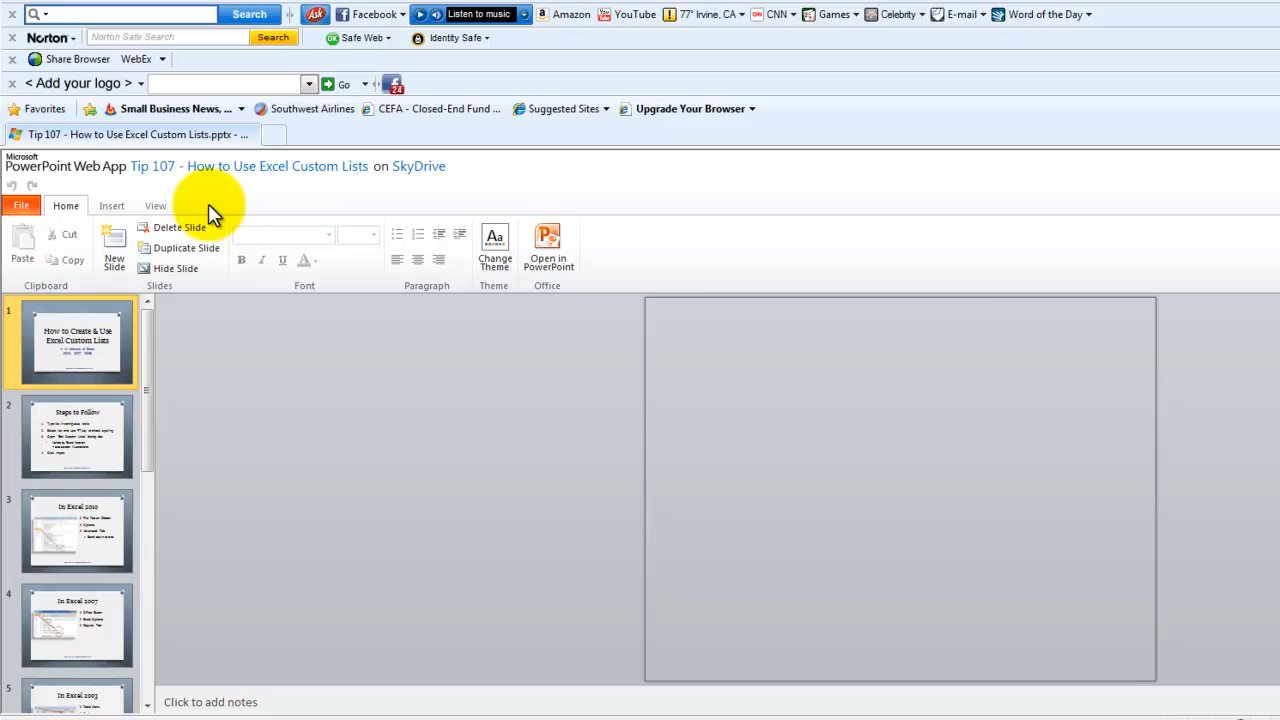 Search Ask Facebook Listen to music Amazon YouTube 77° Irvine, CA CNN Games Celebrity E-mail Word of the Day
Norton Norton Safe Search Search OK Safe Web Identity Safe
Share Browser WebEx
< Add your logo > Go 24
Favorites Small Business News, ... Southwest Airlines CEFA - Closed-End Fund ... Suggested Sites Upgrade Your Browser
Tip 107 - How to Use Excel Custom Lists.pptx - ...
Microsoft
PowerPoint Web App Tip 107 - How to Use Excel Custom Lists on SkyDrive
File Home Insert View
Paste Cut Copy
New Slide Delete Slide Duplicate Slide Hide Slide
B I U A
Aa Change Theme
Open in PowerPoint
Clipboard Slides Font Paragraph Theme Office
1
How to Create & Use
Excel Custom Lists
2
Steps to Follow
3
In Excel 2010
4
In Excel 2007
5
In Excel 2003
Click to add notes